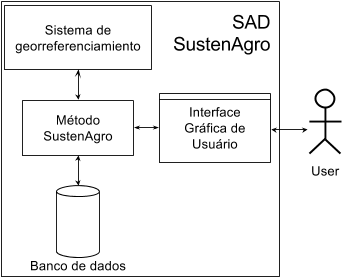 SAD
SustenAgro
Sistema de
georreferenciamiento
Método
SustenAgro
Interface
Gráfica de
Usuário
User
Banco de dados